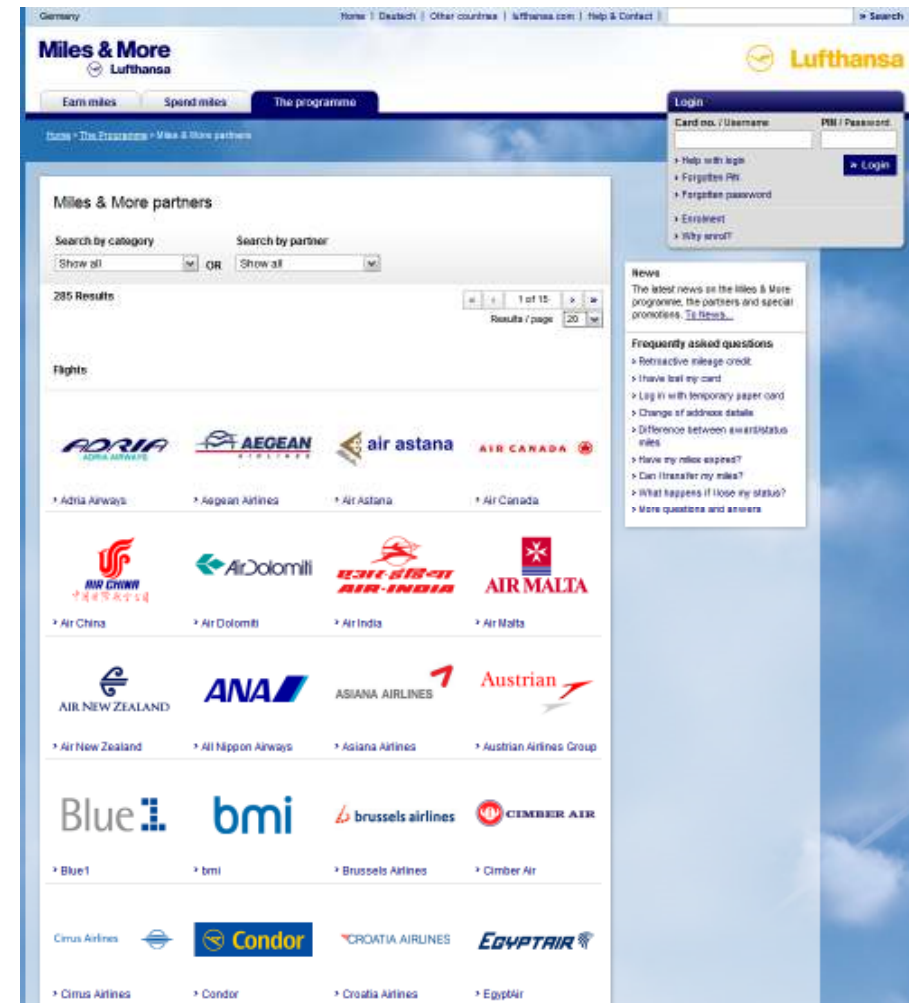 Germany
Home | Deutsch | Other countries | lufthansa.com | Help & Contact |
» Search
Miles & More
Lufthansa
Lufthansa
Earn miles
Spend miles
The programme
Home > The Programme > Miles & More partners
Login
Card no. / Username
PIN / Password
Help with login
» Login
Forgotten PIN
Forgotten password
Enrolment
Why enrol?
Miles & More partners
Search by category
Search by partner
Show all
OR
Show all
285 Results
« ‹ 1 of 15 › »
Results / page 20
News
The latest news on the Miles & More
programme, the partners and special
promotions. To News...
Frequently asked questions
Retroactive mileage credit
I have lost my card
Log in with temporary paper card
Change of address details
Difference between award/status
miles
Have my miles expired?
Can I transfer my miles?
What happens if I lose my status?
More questions and anwers
Flights
ADRIA
ADRIA AIRWAYS
AEGEAN
AIRLINES
air astana
AIR CANADA
Adria Airways
Aegean Airlines
Air Astana
Air Canada
AIR CHINA
AirDolomiti
एअर इंडिया
AIR-INDIA
AIR MALTA
Air China
Air Dolomiti
Air India
Air Malta
AIR NEW ZEALAND
ANA
ASIANA AIRLINES
Austrian
Air New Zealand
All Nippon Airways
Asiana Airlines
Austrian Airlines Group
Blue1
bmi
b brussels airlines
CIMBER AIR
Blue1
bmi
Brussels Airlines
Cimber Air
Cirrus Airlines
Condor
CROATIA AIRLINES
EGYPTAIR
Cirrus Airlines
Condor
Croatia Airlines
EgyptAir